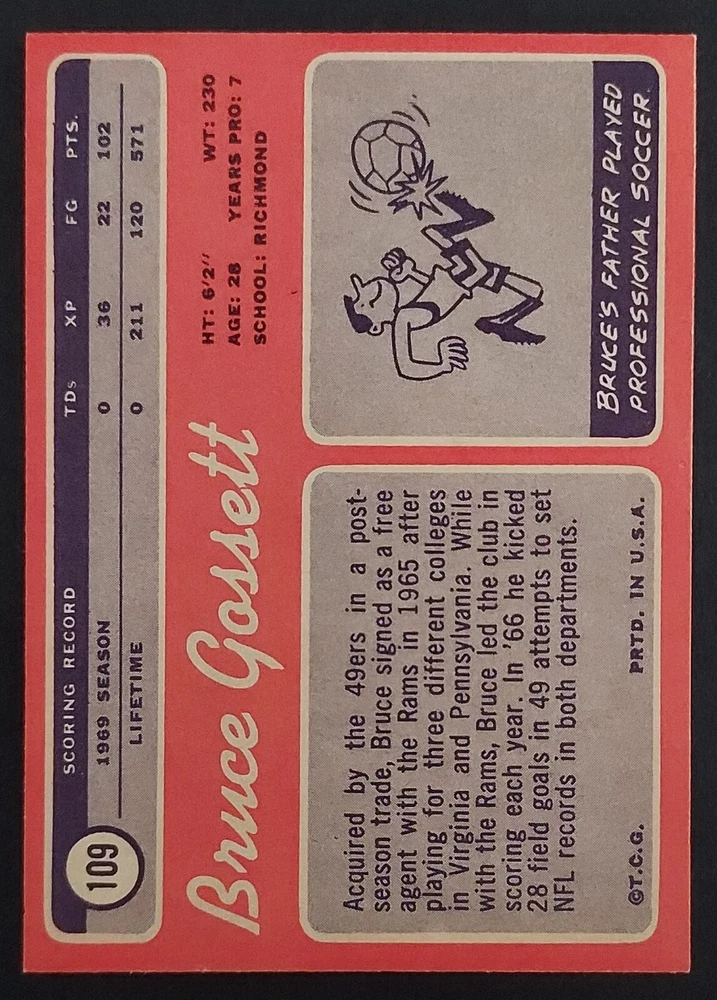 109
SCORING RECORD TDs XP FG PTS.
1969 SEASON 0 36 22 102
LIFETIME 0 211 120 571
Bruce Gossett
HT: 6'2" WT: 230
AGE: 28 YEARS PRO: 7
SCHOOL: RICHMOND
Acquired by the 49ers in a post-
season trade, Bruce signed as a free
agent with the Rams in 1965 after
playing for three different colleges
in Virginia and Pennsylvania. While
with the Rams, Bruce led the club in
scoring each year. In '66 he kicked
28 field goals in 49 attempts to set
NFL records in both departments.
©T.C.G. PRTD. IN U.S.A.
BRUCE'S FATHER PLAYED
PROFESSIONAL SOCCER.